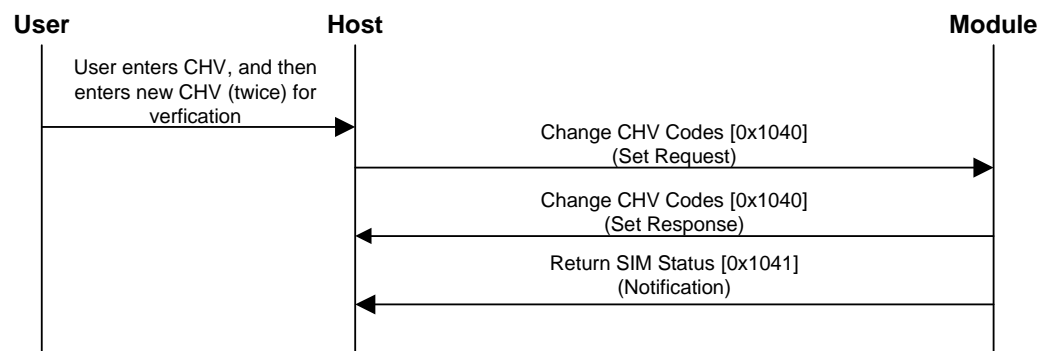 User
Host
Module
User enters CHV, and then
enters new CHV (twice) for
verfication
Change CHV Codes [0x1040]
(Set Request)
Change CHV Codes [0x1040]
(Set Response)
Return SIM Status [0x1041]
(Notification)